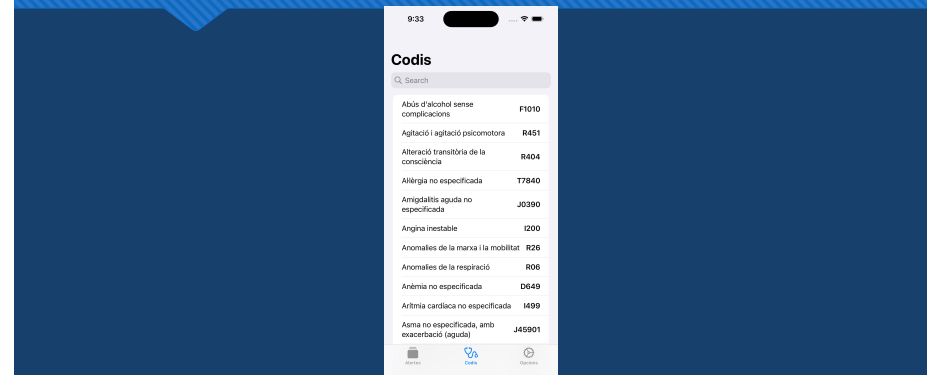 9:33
Codis
Search
Abús d'alcohol sense
complicacions
F1010
Agitació i agitació psicomotora R451
Alteració transitòria de la
consciència
R404
Al·lèrgia no especificada T7840
Amigdalitis aguda no
especificada
J0390
Angina inestable I200
Anomalies de la marxa i la mobilitat R26
Anomalies de la respiració R06
Anèmia no especificada D649
Arítmia cardíaca no especificada I499
Asma no especificada, amb
exacerbació (aguda)
J45901
Alertes Codis Opcions